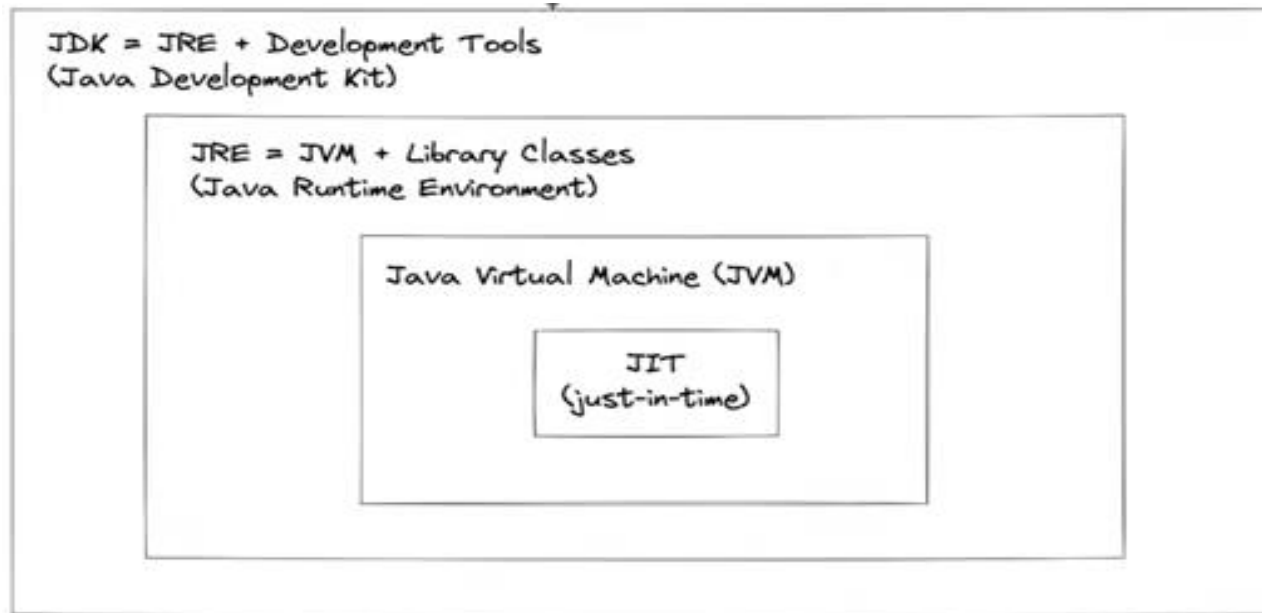 JDK = JRE + Development Tools
(Java Development Kit)
JRE = JVM + Library Classes
(Java Runtime Environment)
Java Virtual Machine (JVM)
JIT
(just-in-time)